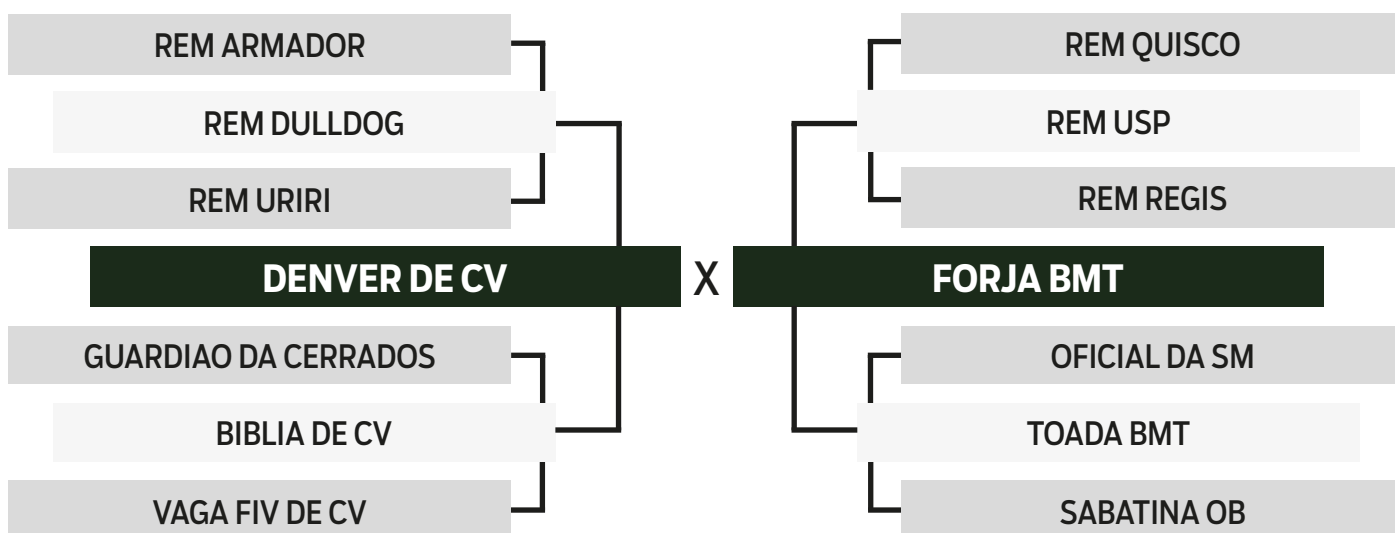 REM ARMADOR
REM QUISCO
REM DULLDOG
REM USP
REM URIRI
REM REGIS
DENVER DE CV X FORJA BMT
GUARDIAO DA CERRADOS
OFICIAL DA SM
BIBLIA DE CV
TOADA BMT
VAGA FIV DE CV
SABATINA OB